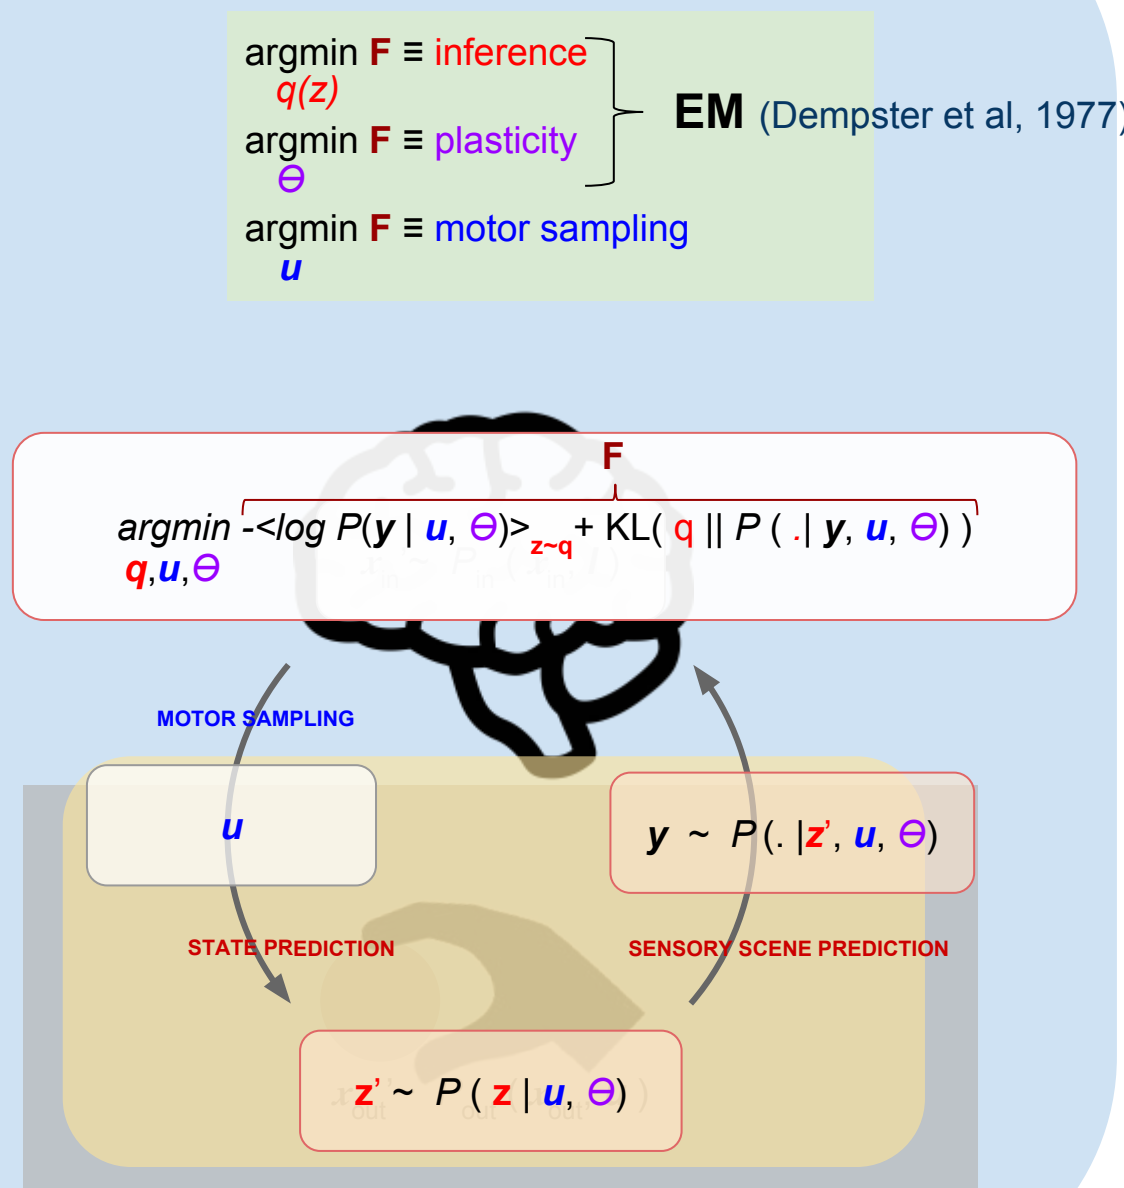 argmin F ≡ inference
q(z)
EM (Dempster et al, 1977)
argmin F ≡ plasticity
Θ
argmin F ≡ motor sampling
u
F
argmin -<log P(y | u, Θ)>z~q + KL( q || P ( .| y, u, Θ) )
q,u,Θ
MOTOR SAMPLING
u
y ~ P(. |z', u, Θ)
STATE PREDICTION
SENSORY SCENE PREDICTION
z' ~ P ( z | u, Θ)